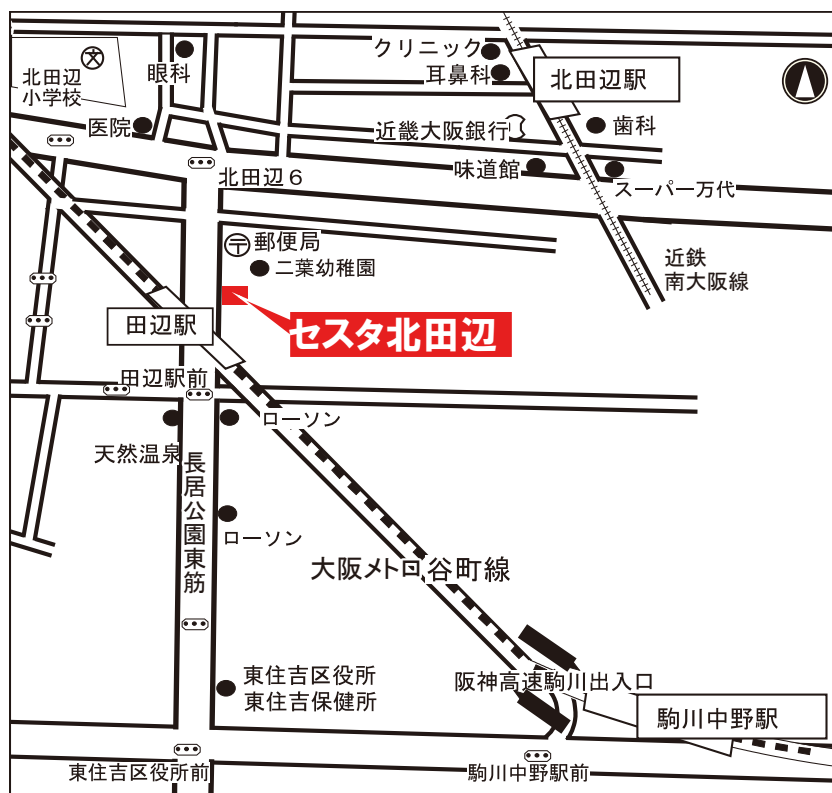 クリニック
耳鼻科
北田辺駅
眼科
北田辺
小学校
文
医院
近畿大阪銀行
歯科
味道館
スーパー万代
北田辺6
〒
郵便局
二葉幼稚園
近鉄
南大阪線
田辺駅
セスタ北田辺
田辺駅前
ローソン
天然温泉
長居公園東筋
ローソン
大阪メトロ谷町線
東住吉区役所
東住吉保健所
阪神高速駒川出入口
駒川中野駅
東住吉区役所前
駒川中野駅前